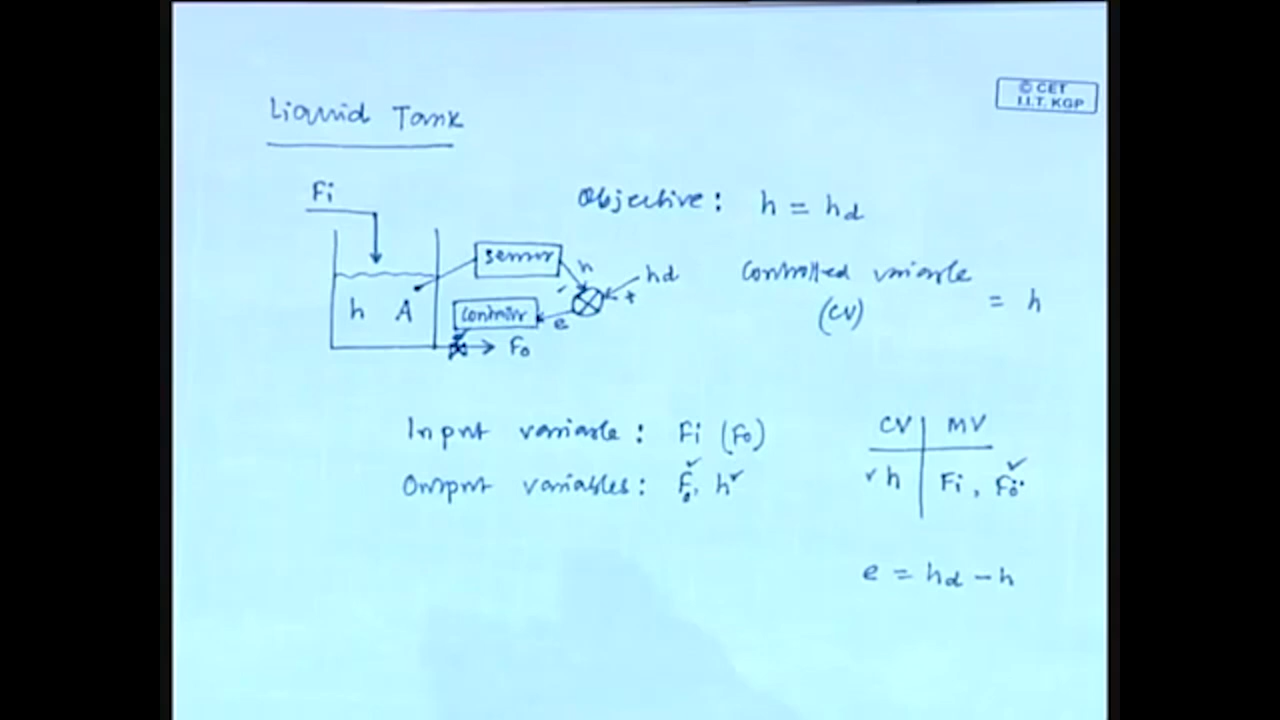 © CET
I.I.T. KGP
Liquid Tank
Fi
Objective : h = hd
sensor
h
hd
Controlled variable
(CV)
= h
h A
Controller
e
+
-
Fo
Input variable : Fi (Fo)
Output variables : Fo, h
CV MV
h Fi, Fo
e = hd - h